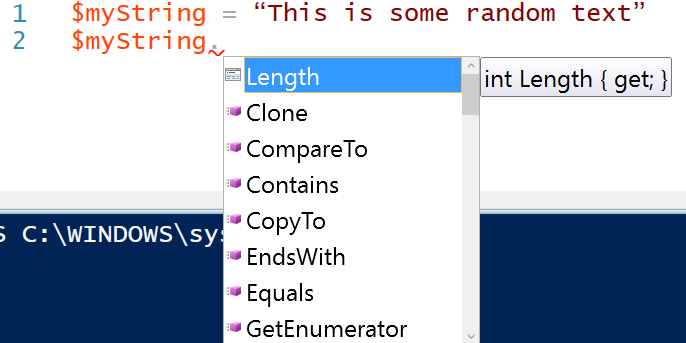 1 $myString = “This is some random text”
2 $myString.
Length
int Length { get; }
Clone
CompareTo
Contains
CopyTo
EndsWith
Equals
GetEnumerator
S C:\WINDOWS\sys